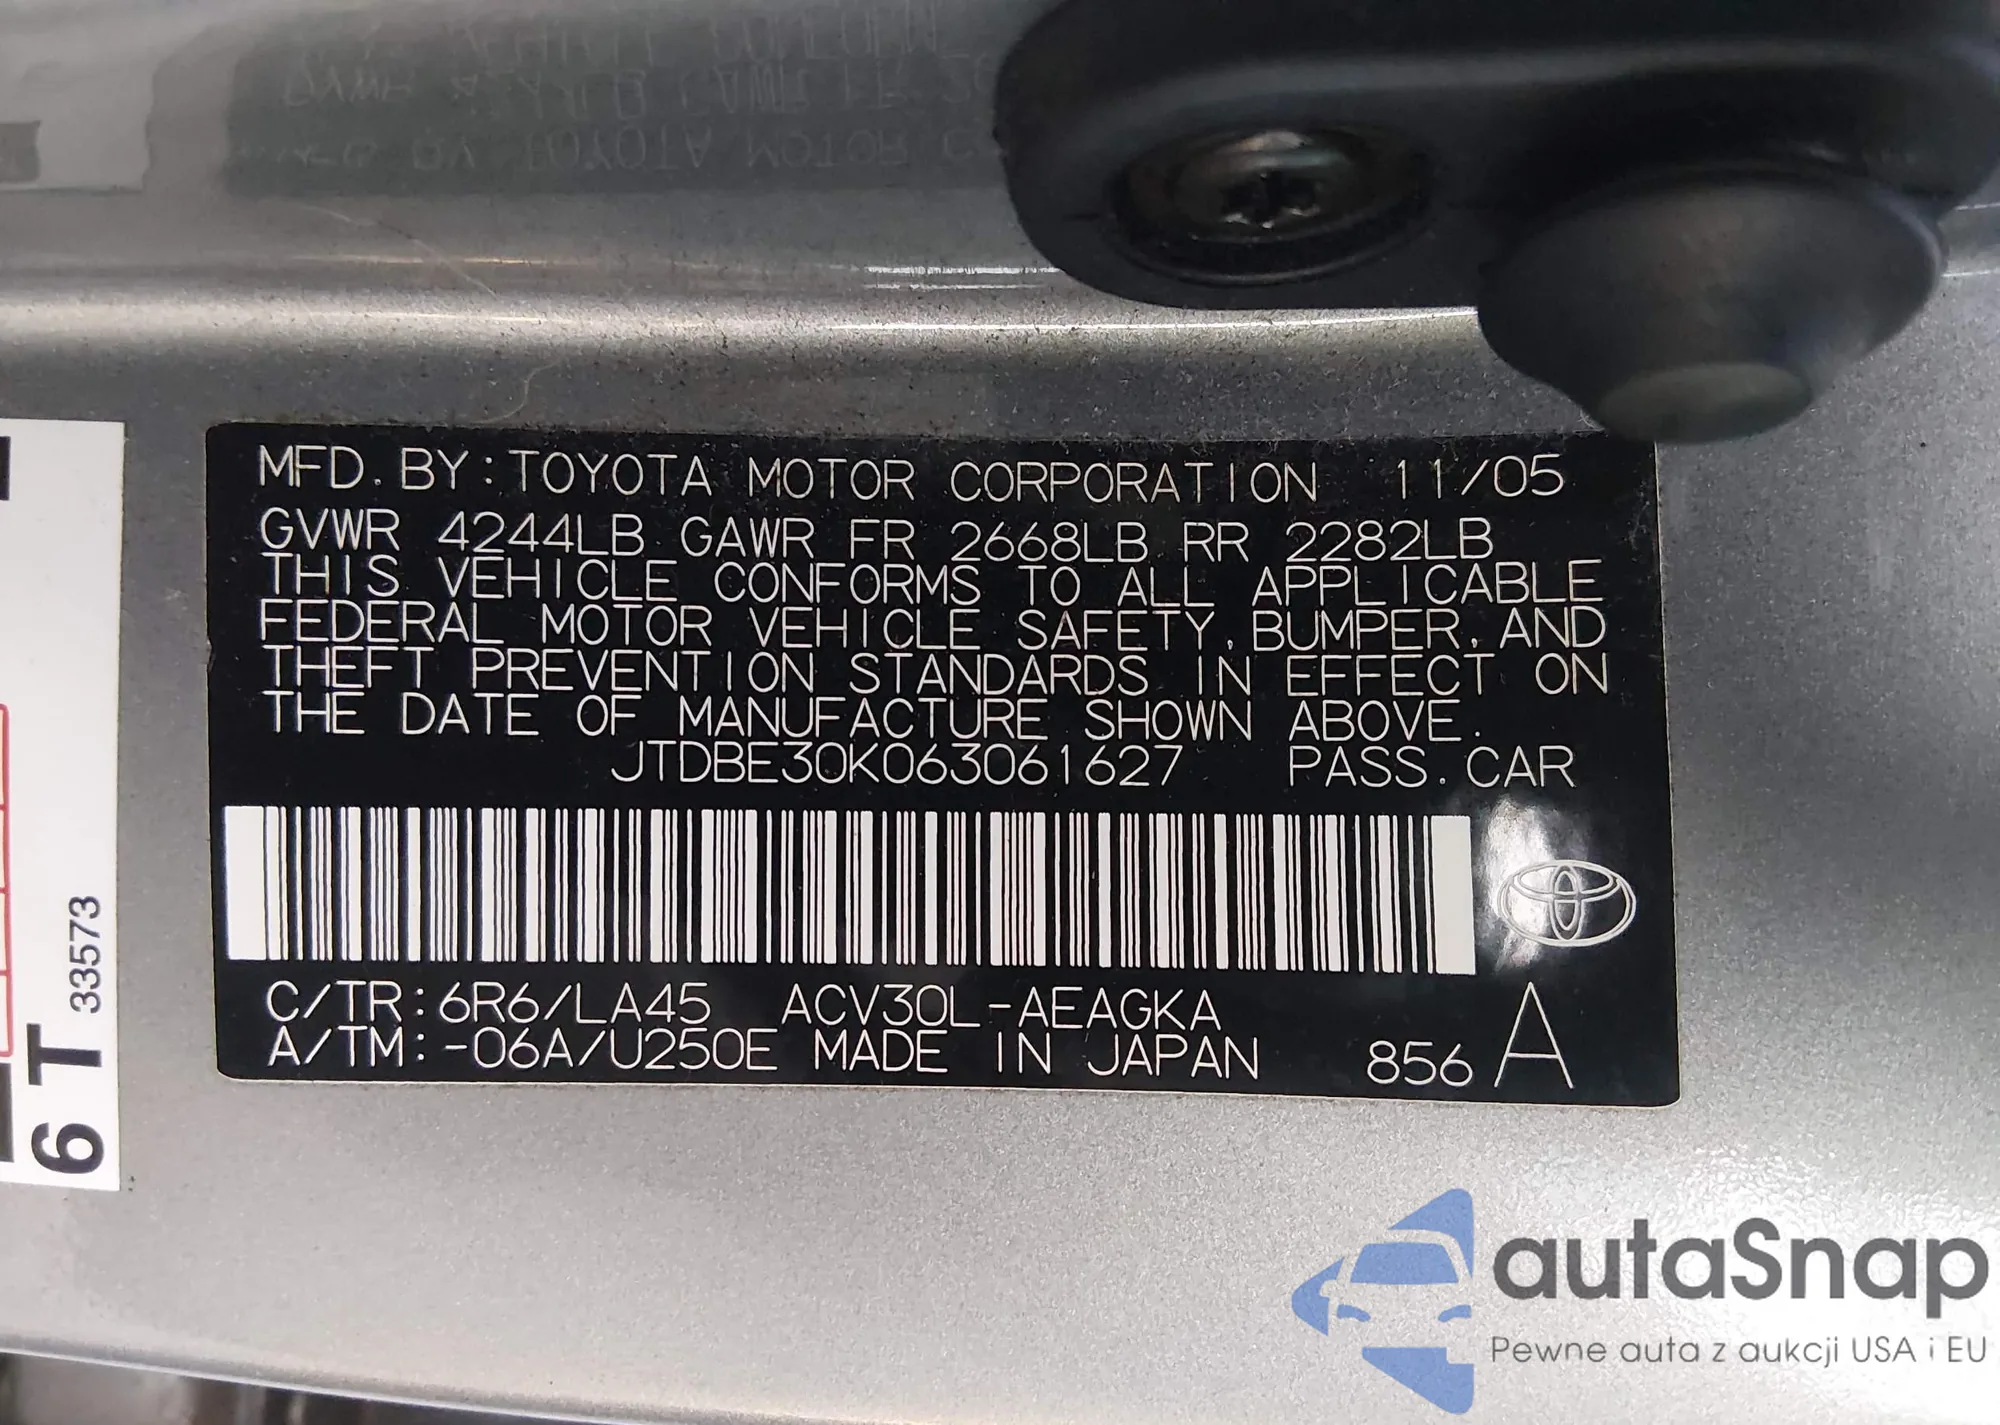 MFD. BY: TOYOTA MOTOR CORPORATION 11/05
GVWR 4244LB GAWR FR 2668LB RR 2282LB
THIS VEHICLE CONFORMS TO ALL APPLICABLE
FEDERAL MOTOR VEHICLE SAFETY, BUMPER, AND
THEFT PREVENTION STANDARDS IN EFFECT ON
THE DATE OF MANUFACTURE SHOWN ABOVE.
JTDBE30K063061627 PASS. CAR
C/TR: 6R6/LA45 ACV30L-AEAGKA
A/TM: -06A/U250E MADE IN JAPAN 856 A
6 T 33573
autaSnap
Pewne auta z aukcji USA i EU